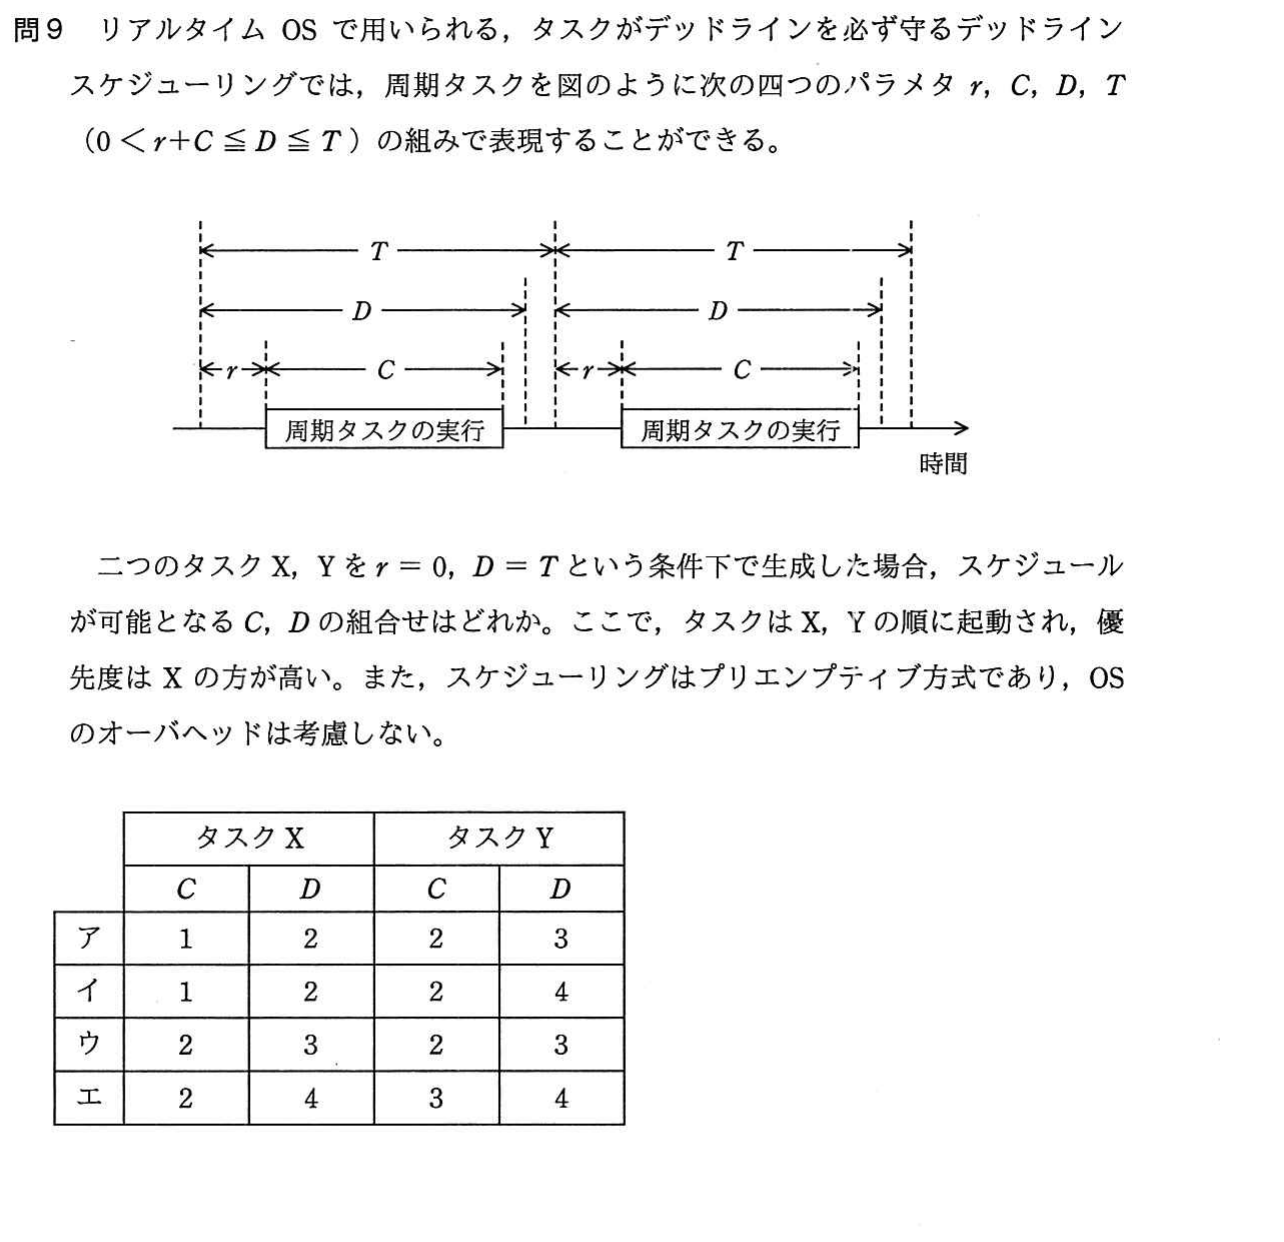 問9 リアルタイム OS で用いられる，タスクがデッドラインを必ず守るデッドライン
スケジューリングでは，周期タスクを図のように次の四つのパラメタ r，C，D，T
（0＜r+C≦D≦T）の組みで表現することができる。
T T
D D
r C r C
周期タスクの実行 周期タスクの実行
時間
二つのタスク X，Y を r = 0，D = T という条件下で生成した場合，スケジュール
が可能となる C，D の組合せはどれか。ここで，タスクは X，Y の順に起動され，優
先度は X の方が高い。また，スケジューリングはプリエンプティブ方式であり，OS
のオーバヘッドは考慮しない。
タスク X タスク Y
C D C D
ア 1 2 2 3
イ 1 2 2 4
ウ 2 3 2 3
エ 2 4 3 4